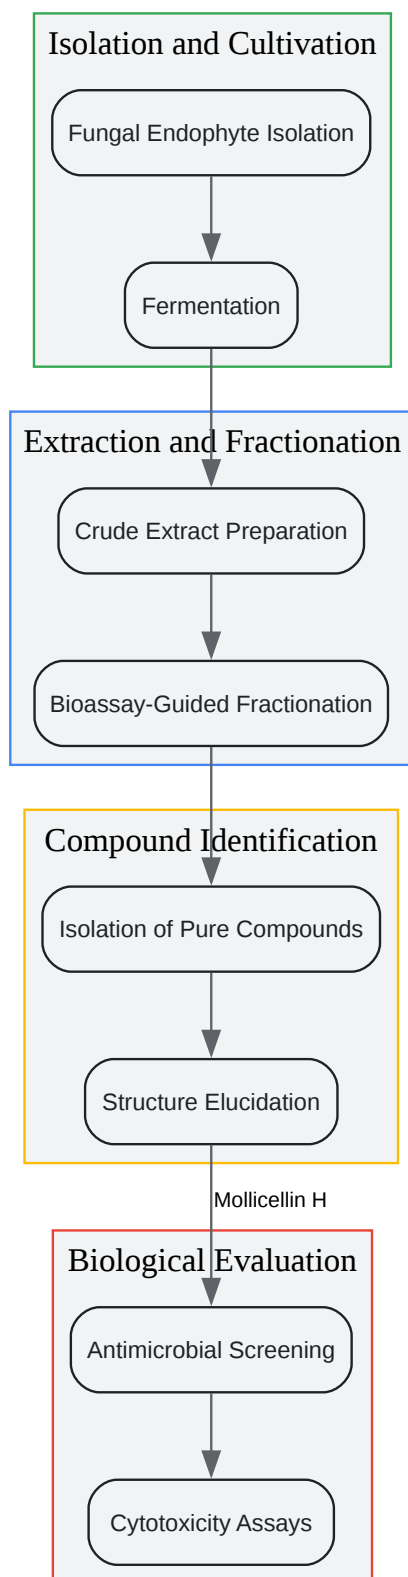 Isolation and Cultivation
Fungal Endophyte Isolation
Fermentation
Extraction and Fractionation
Crude Extract Preparation
Bioassay-Guided Fractionation
Compound Identification
Isolation of Pure Compounds
Structure Elucidation
Mollicellin H
Biological Evaluation
Antimicrobial Screening
Cytotoxicity Assays